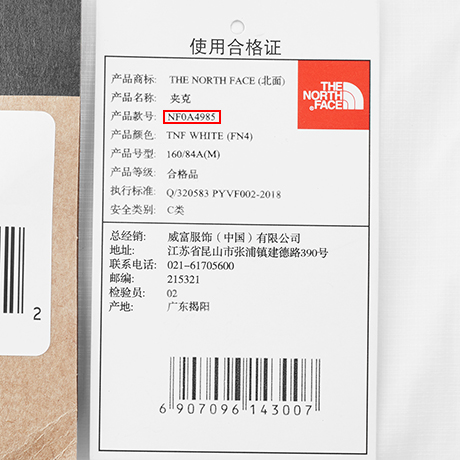 使用合格证
THE
NORTH
FACE
产品商标: THE NORTH FACE (北面)
产品名称: 夹克
产品款号: NF0A4985
产品颜色: TNF WHITE (FN4)
产品号型: 160/84A(M)
产品等级: 合格品
执行标准: Q/320583 PYVF002-2018
安全类别: C类
总经销: 威富服饰（中国）有限公司
地址: 江苏省昆山市张浦镇建德路390号
联系电话: 021-61705600
邮编: 215321
检验员: 02
产地: 广东揭阳
6 907096 143007
2